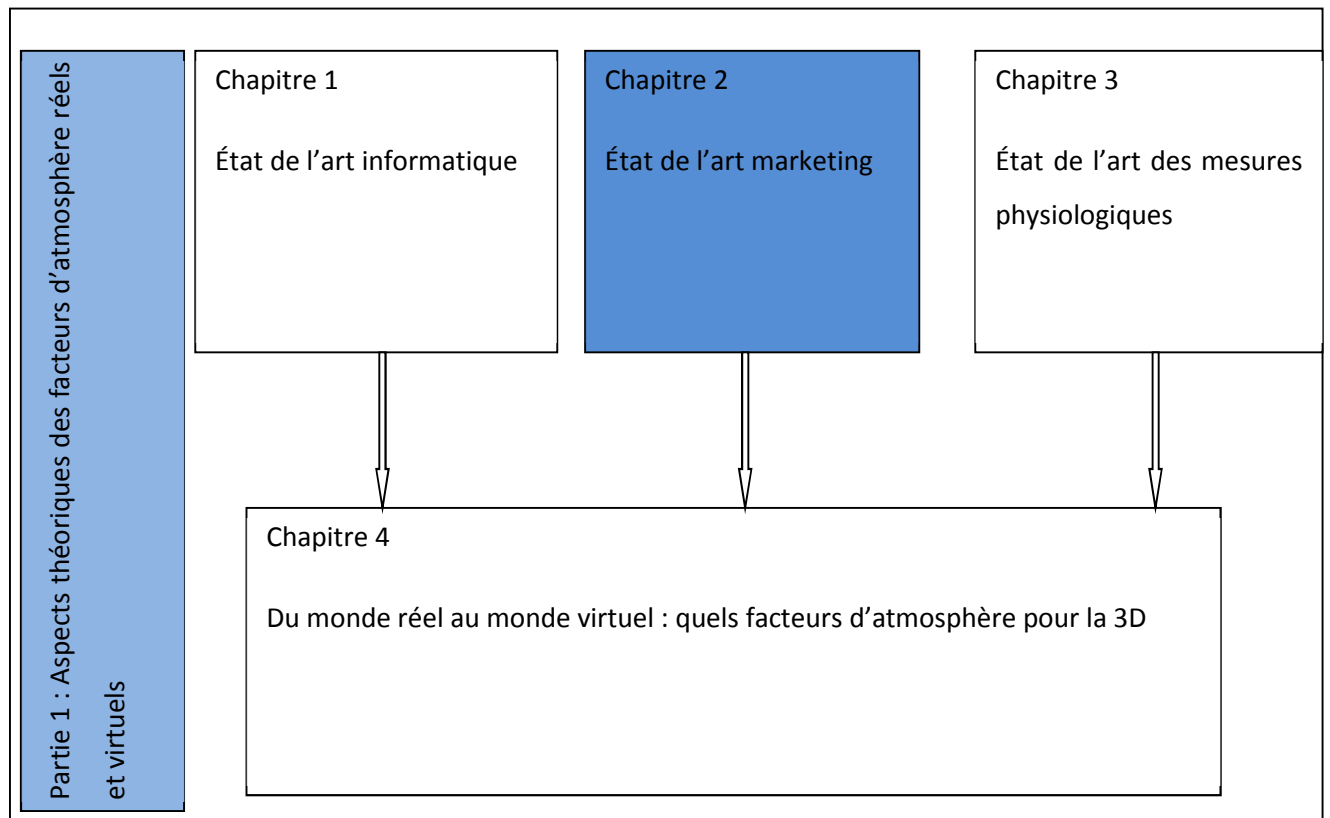 Partie 1 : Aspects théoriques des facteurs d’atmosphère réels
et virtuels
Chapitre 1
État de l’art informatique
Chapitre 2
État de l’art marketing
Chapitre 3
État de l’art des mesures
physiologiques
Chapitre 4
Du monde réel au monde virtuel : quels facteurs d’atmosphère pour la 3D